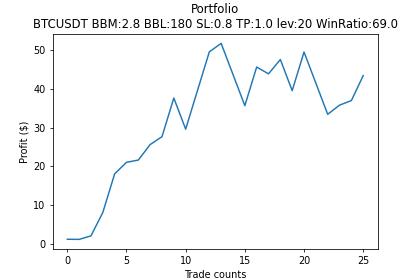 Portfolio
BTCUSDT BBM:2.8 BBL:180 SL:0.8 TP:1.0 lev:20 WinRatio:69.0
50
40
30
20
10
0
Profit ($)
0 5 10 15 20 25
Trade counts